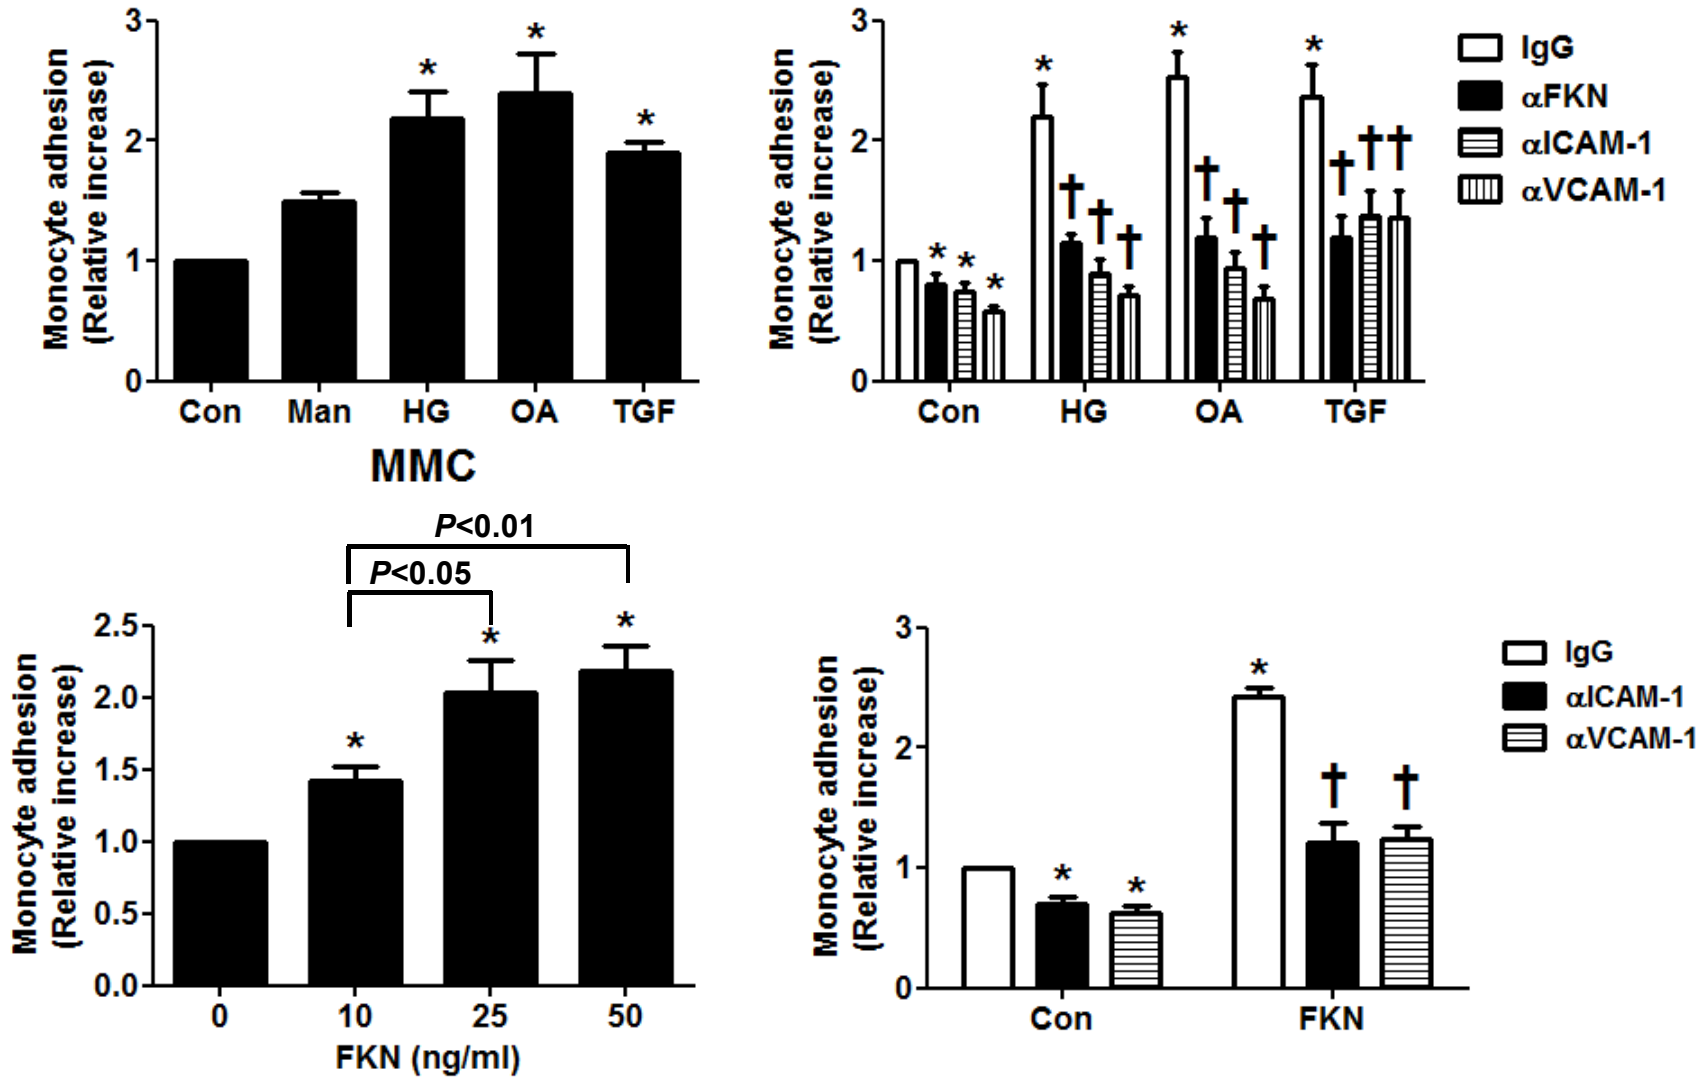 Monocyte adhesion
(Relative increase)
3
2
1
0
* * *
Con Man HG OA TGF
MMC
Monocyte adhesion
(Relative increase)
3
2
1
0
* * * * * *
† † † † † † † † †
Con HG OA TGF
IgG
αFKN
αICAM-1
αVCAM-1
P<0.01
P<0.05
Monocyte adhesion
(Relative increase)
2.5
2.0
1.5
1.0
0.5
0.0
* * *
0 10 25 50
FKN (ng/ml)
Monocyte adhesion
(Relative increase)
3
2
1
0
* * *
† †
Con FKN
IgG
αICAM-1
αVCAM-1